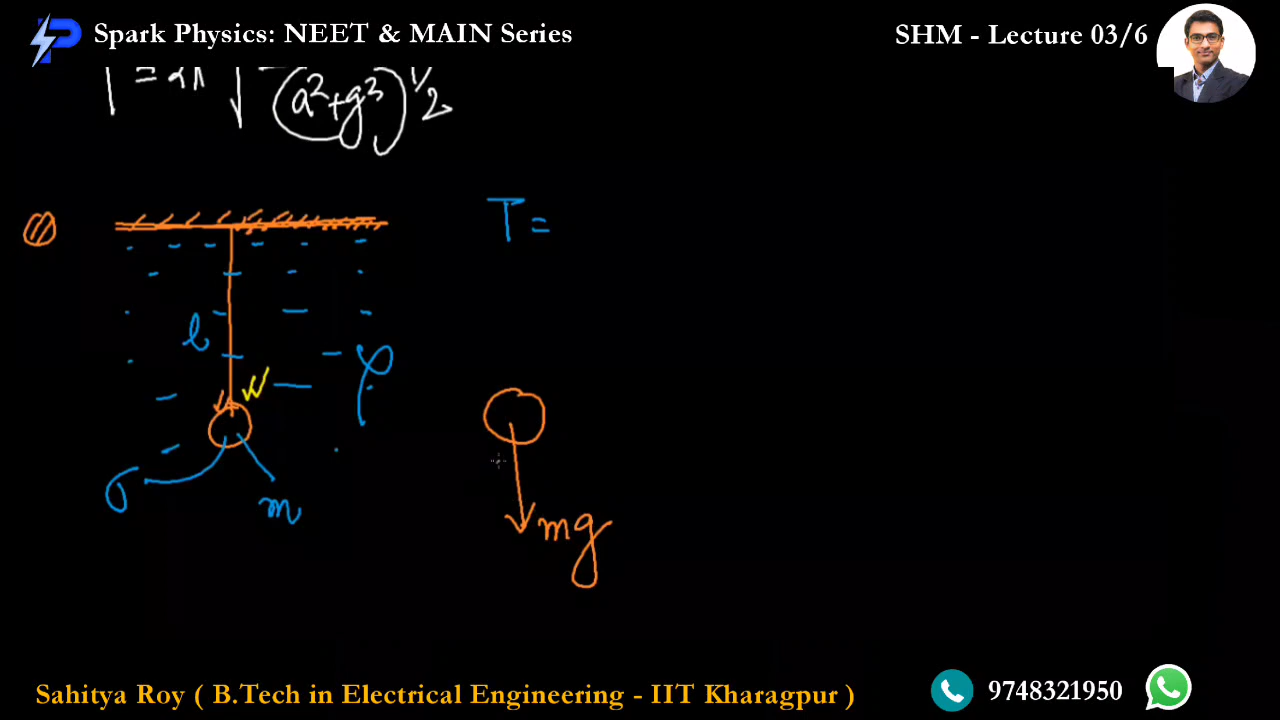 Spark Physics: NEET & MAIN Series
SHM - Lecture 03/6
T = 2π √ (a²+g²)^1/2
T =
l
ρ
σ
m
mg
Sahitya Roy ( B.Tech in Electrical Engineering - IIT Kharagpur )
9748321950